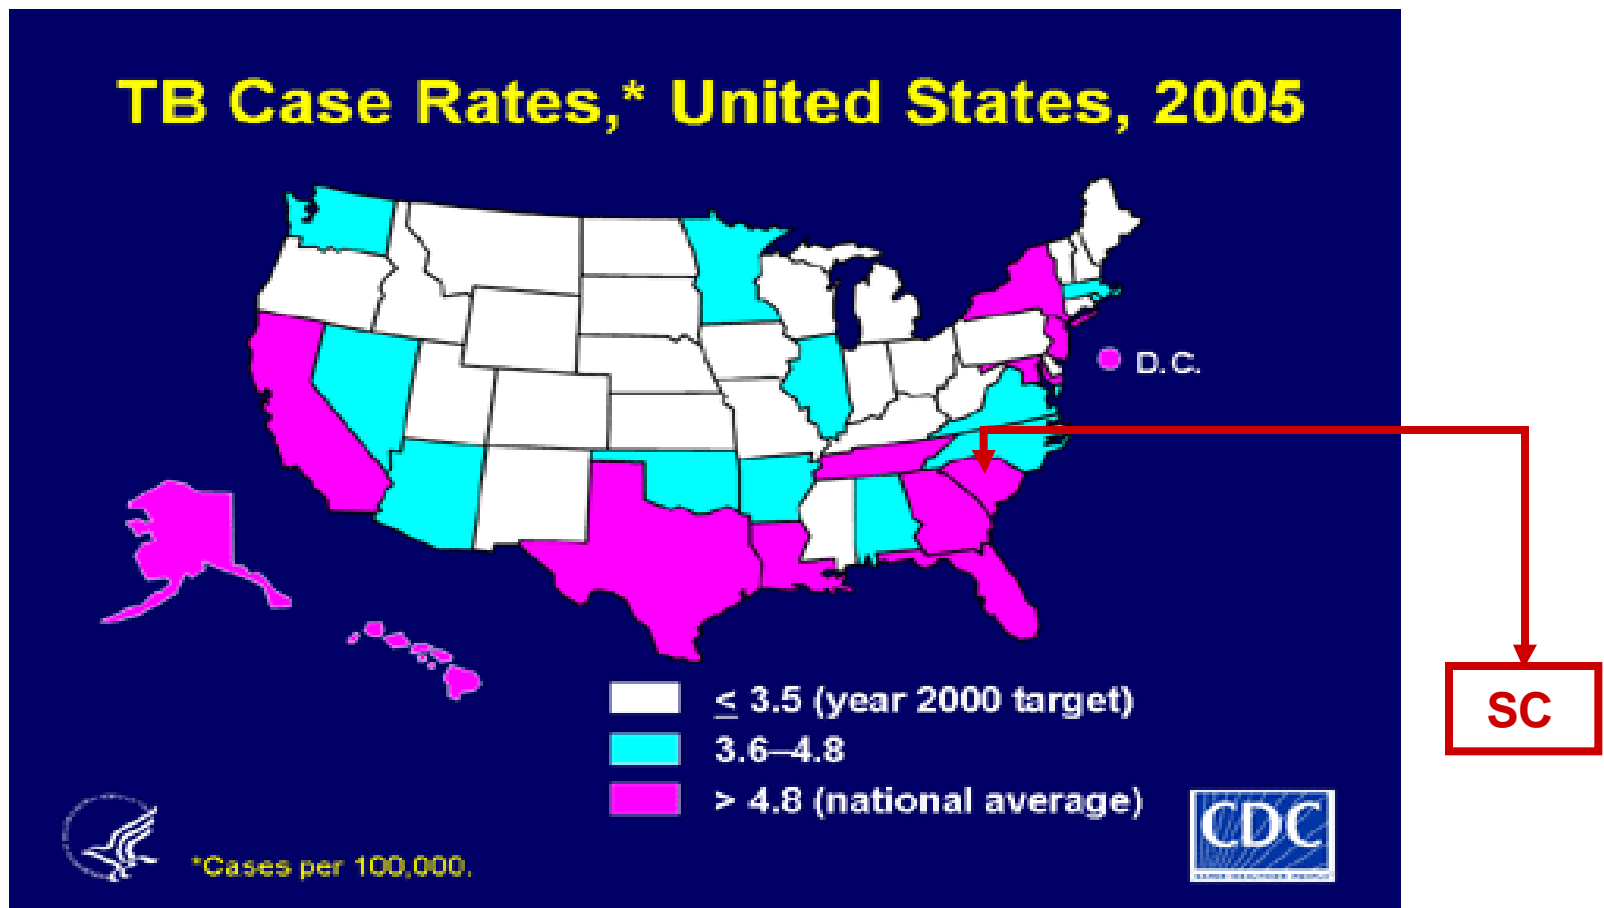 TB Case Rates,* United States, 2005
D.C.
SC
≤ 3.5 (year 2000 target)
3.6–4.8
> 4.8 (national average)
*Cases per 100,000.
CDC